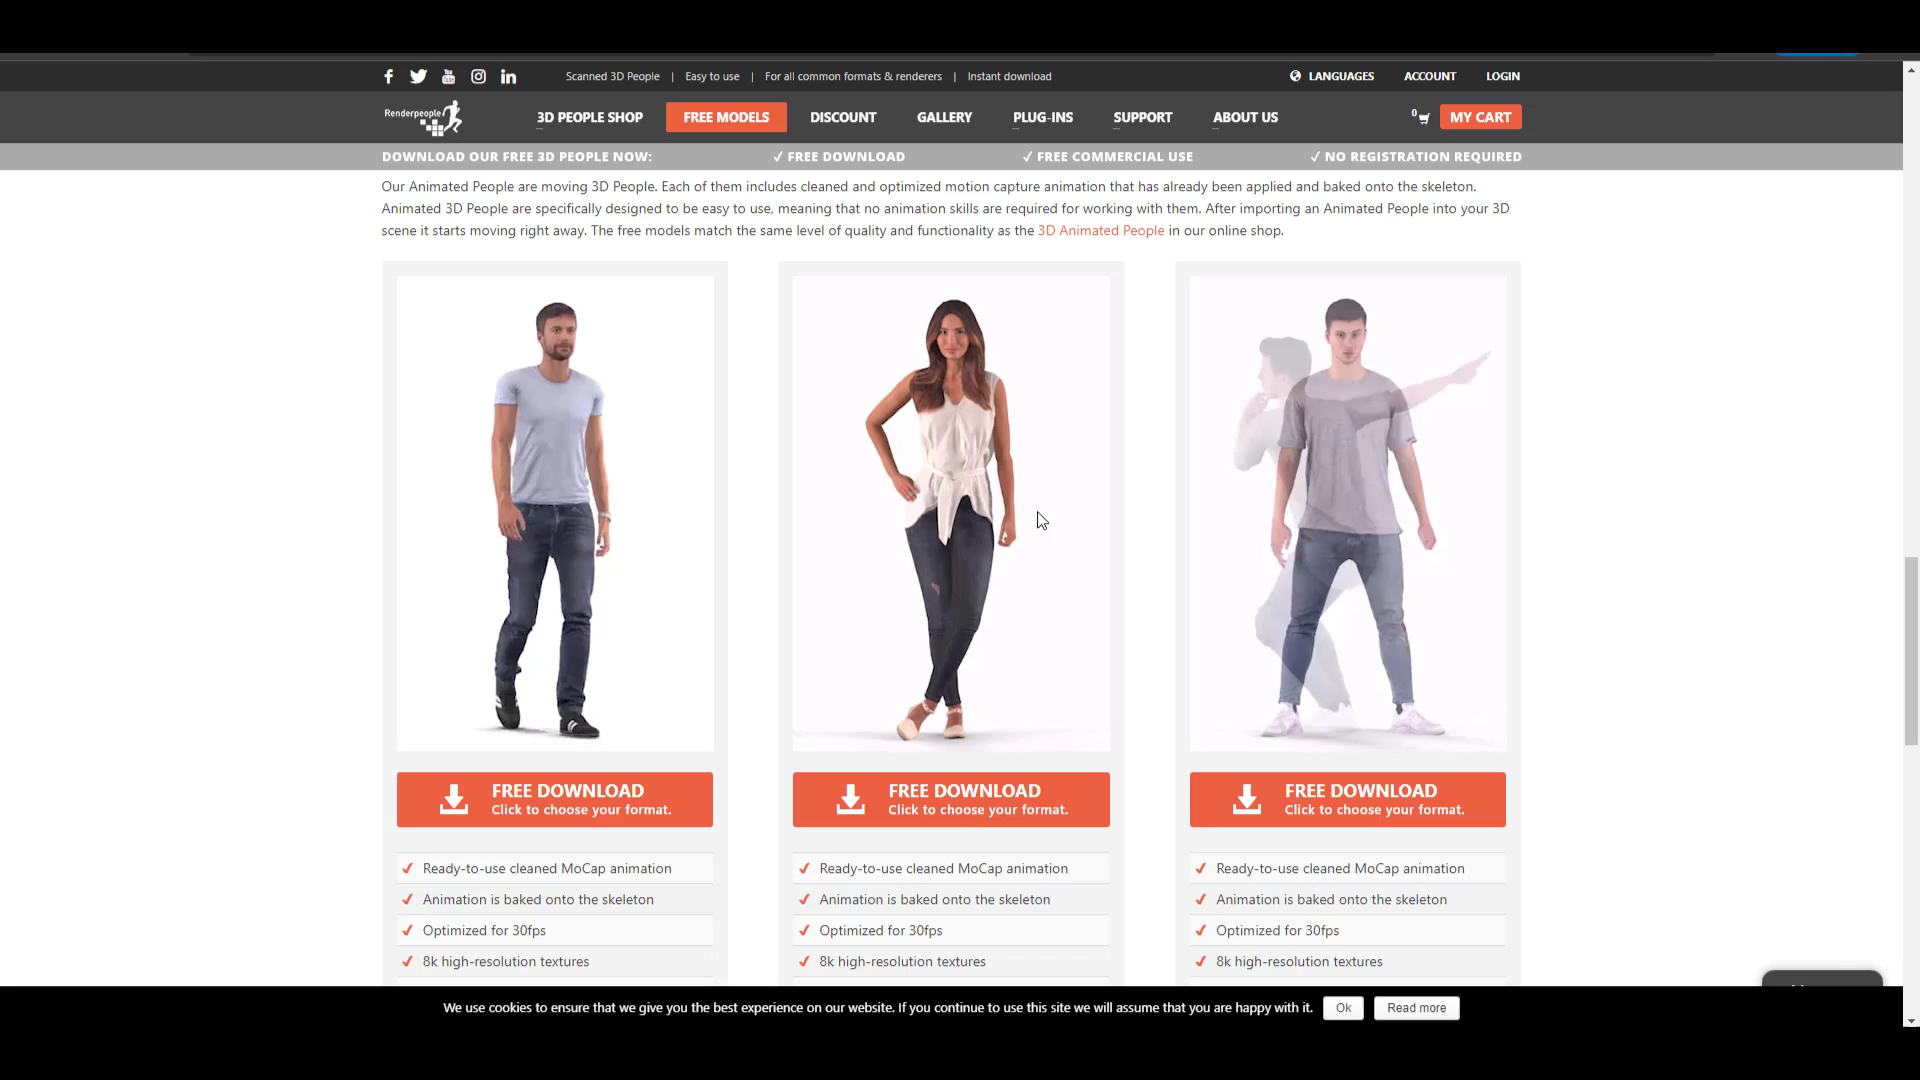 Scanned 3D People | Easy to use | For all common formats & renderers | Instant download
LANGUAGES ACCOUNT LOGIN
Renderpeople
3D PEOPLE SHOP FREE MODELS DISCOUNT GALLERY PLUG-INS SUPPORT ABOUT US 0 MY CART
DOWNLOAD OUR FREE 3D PEOPLE NOW: ✓ FREE DOWNLOAD ✓ FREE COMMERCIAL USE ✓ NO REGISTRATION REQUIRED
Our Animated People are moving 3D People. Each of them includes cleaned and optimized motion capture animation that has already been applied and baked onto the skeleton.
Animated 3D People are specifically designed to be easy to use, meaning that no animation skills are required for working with them. After importing an Animated People into your 3D
scene it starts moving right away. The free models match the same level of quality and functionality as the 3D Animated People in our online shop.
FREE DOWNLOAD
Click to choose your format.
✓ Ready-to-use cleaned MoCap animation
✓ Animation is baked onto the skeleton
✓ Optimized for 30fps
✓ 8k high-resolution textures
FREE DOWNLOAD
Click to choose your format.
✓ Ready-to-use cleaned MoCap animation
✓ Animation is baked onto the skeleton
✓ Optimized for 30fps
✓ 8k high-resolution textures
FREE DOWNLOAD
Click to choose your format.
✓ Ready-to-use cleaned MoCap animation
✓ Animation is baked onto the skeleton
✓ Optimized for 30fps
✓ 8k high-resolution textures
We use cookies to ensure that we give you the best experience on our website. If you continue to use this site we will assume that you are happy with it. Ok Read more